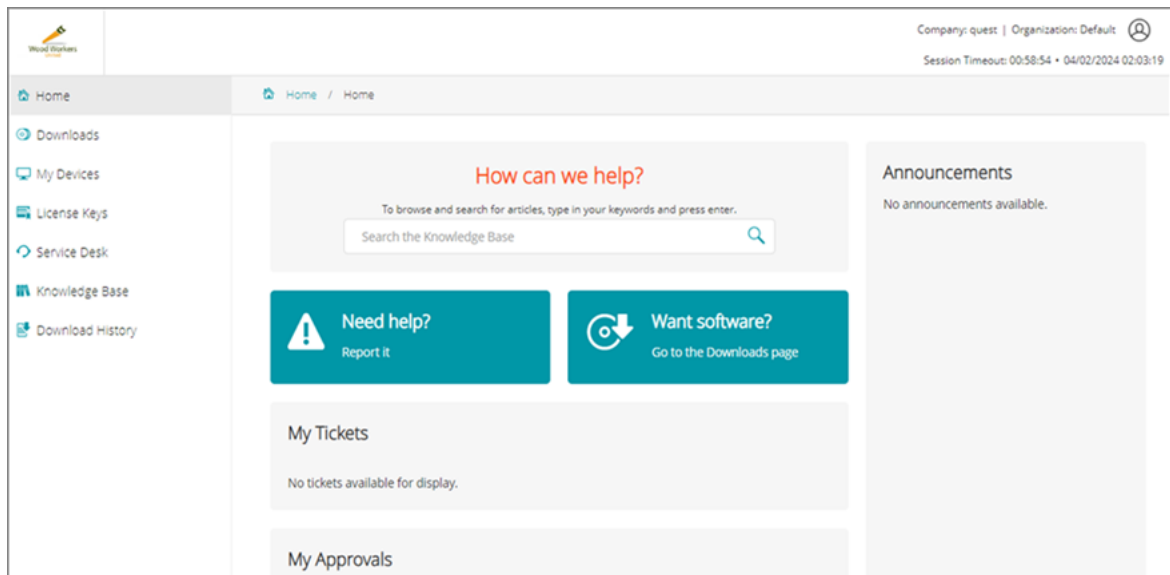 Wood Workers
Company: quest | Organization: Default
Session Timeout: 00:58:54 • 04/02/2024 02:03:19
Home
Downloads
My Devices
License Keys
Service Desk
Knowledge Base
Download History
Home / Home
How can we help?
To browse and search for articles, type in your keywords and press enter.
Search the Knowledge Base
Need help?
Report it
Want software?
Go to the Downloads page
My Tickets
No tickets available for display.
My Approvals
Announcements
No announcements available.